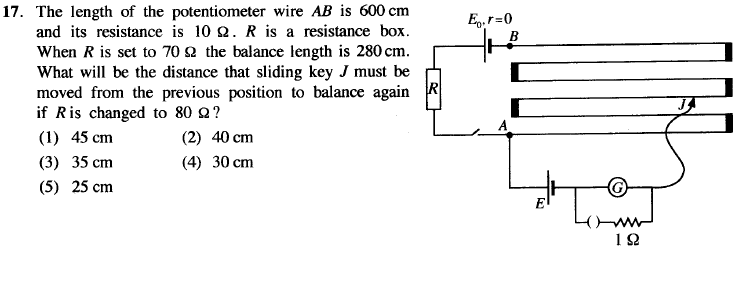 17. The length of the potentiometer wire AB is 600 cm
and its resistance is 10 Ω. R is a resistance box.
When R is set to 70 Ω the balance length is 280 cm.
What will be the distance that sliding key J must be
moved from the previous position to balance again
if R is changed to 80 Ω?
(1) 45 cm (2) 40 cm
(3) 35 cm (4) 30 cm
(5) 25 cm
E₀, r=0
B
R
J
A
G
E
( )
1 Ω